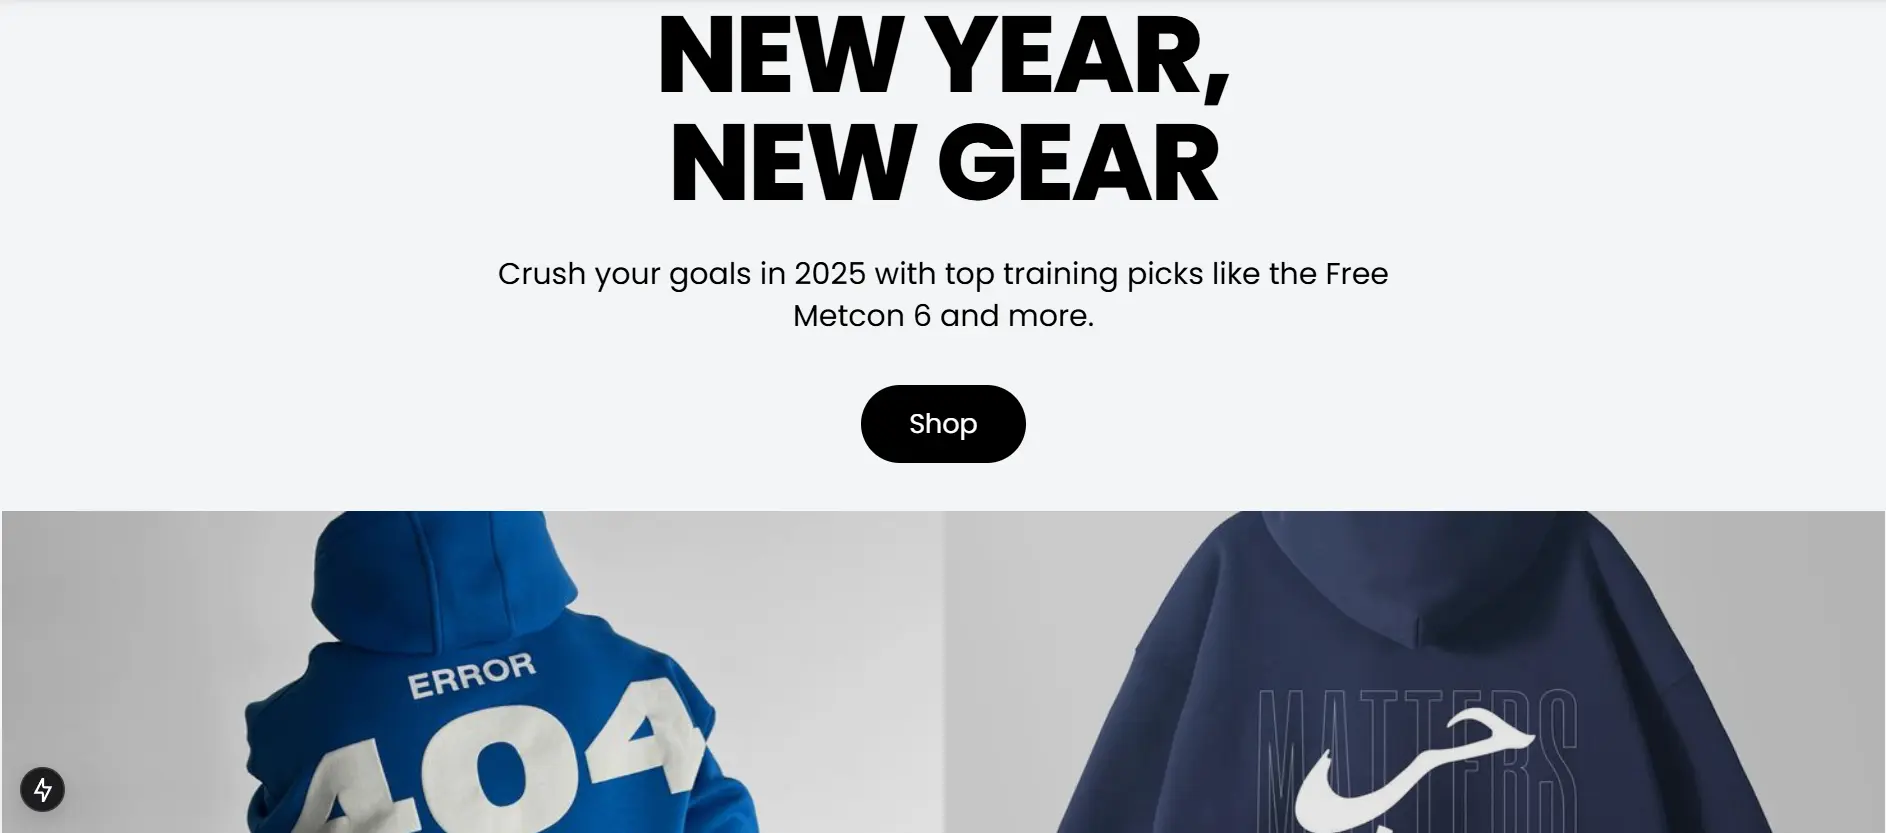 NEW YEAR,
NEW GEAR
Crush your goals in 2025 with top training picks like the Free
Metcon 6 and more.
Shop
ERROR
404
MATTERS
حب